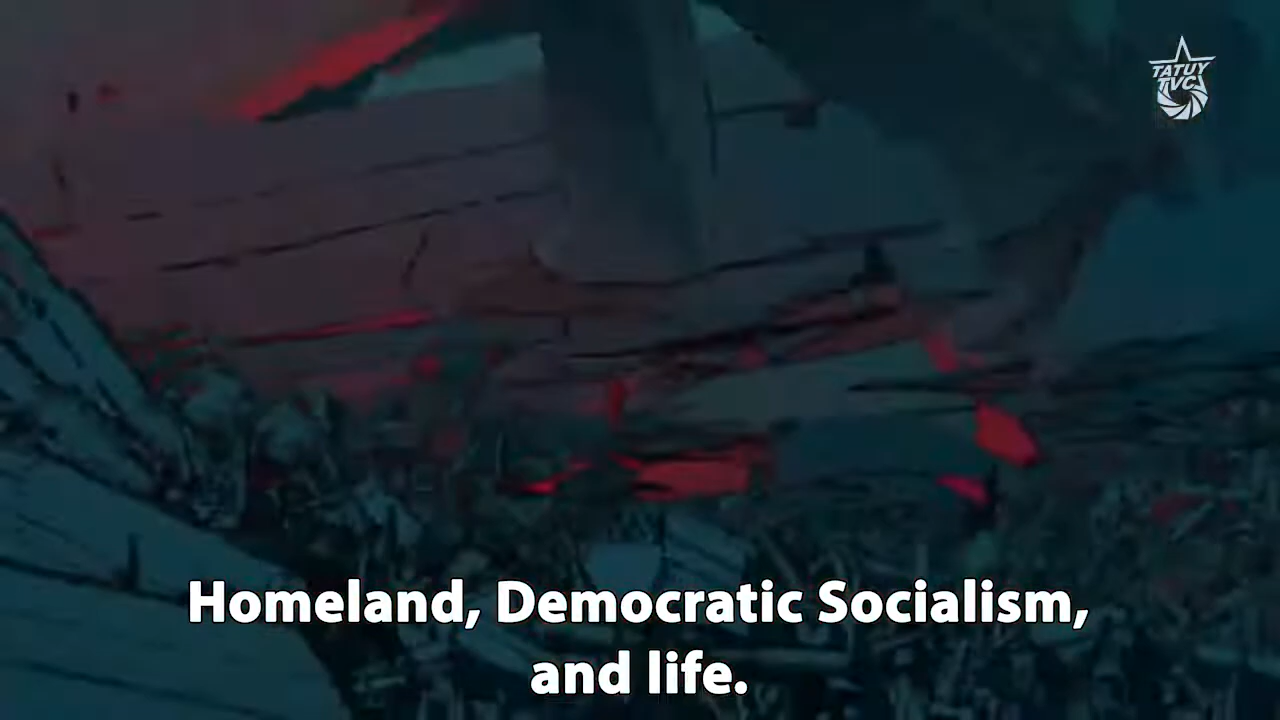 TATUY
TVC
Homeland, Democratic Socialism,
and life.